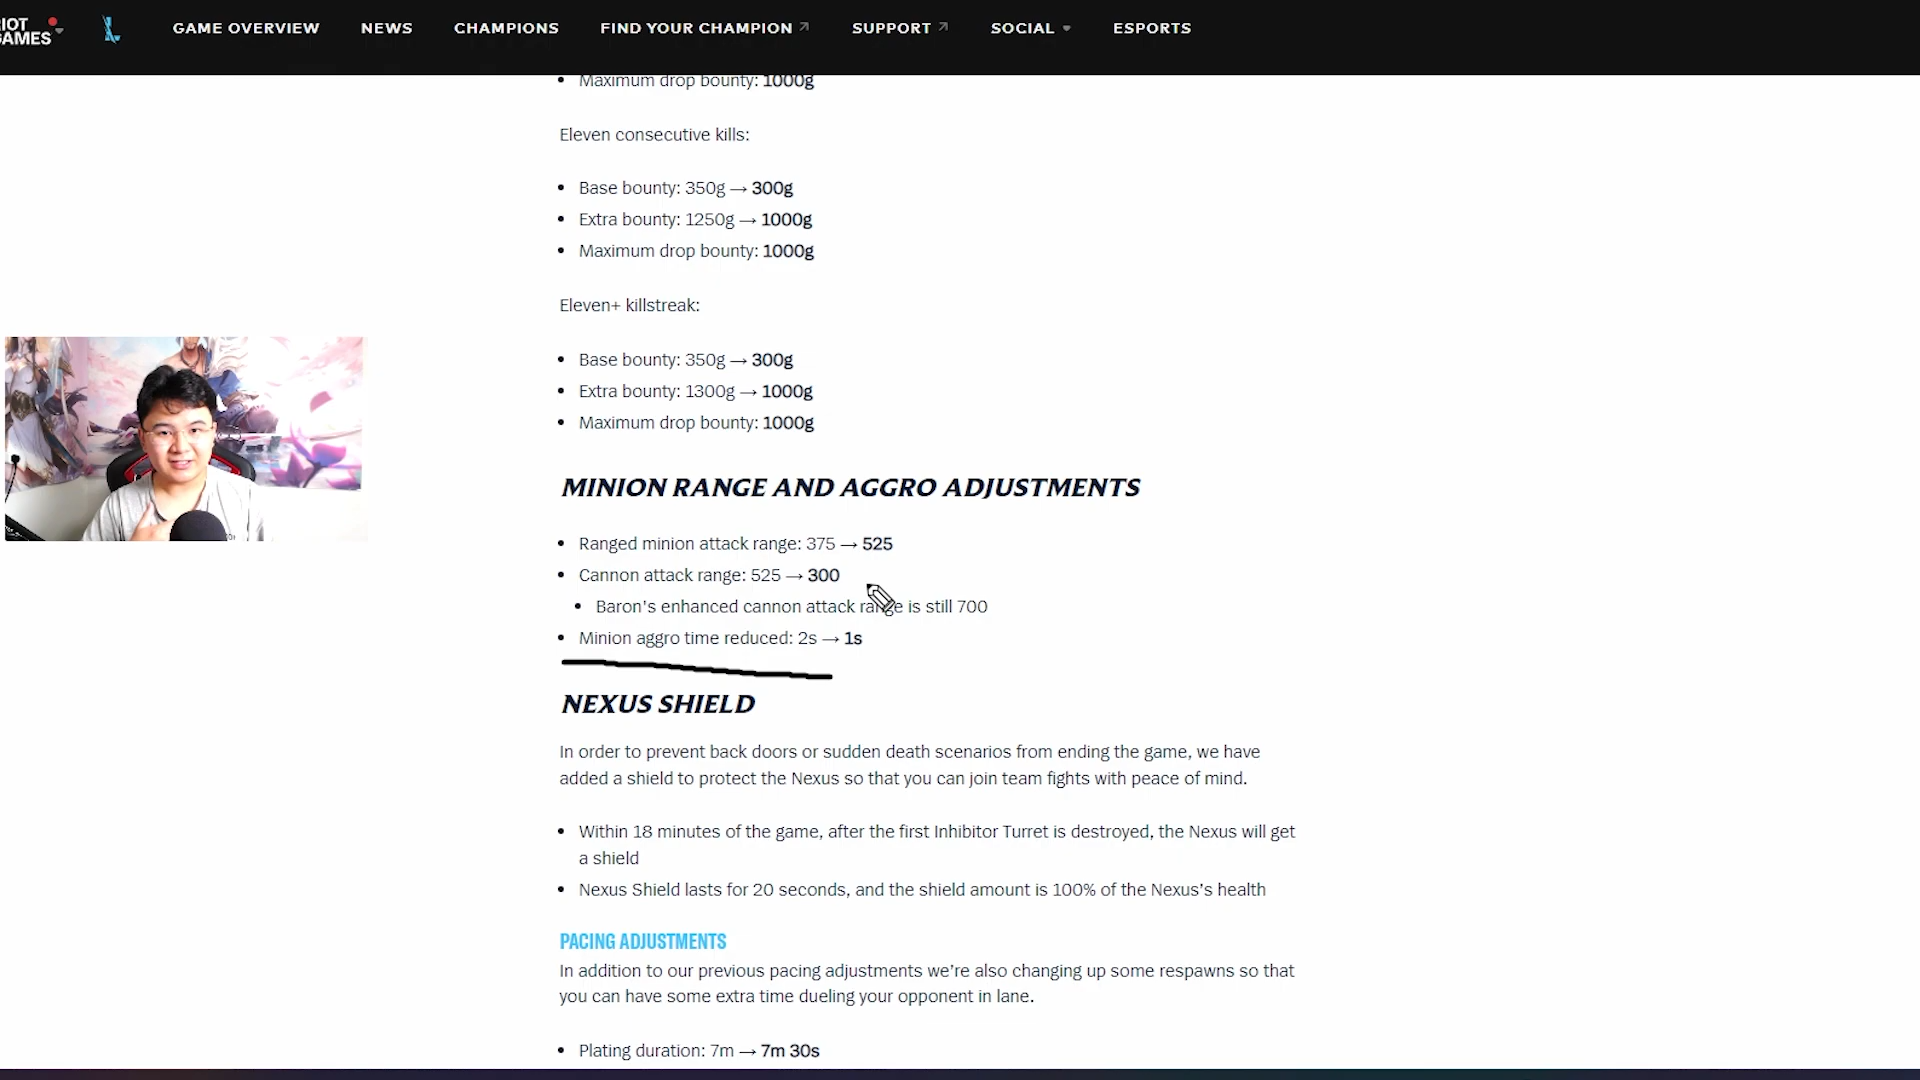 RIOT GAMES
GAME OVERVIEW
NEWS
CHAMPIONS
FIND YOUR CHAMPION
SUPPORT
SOCIAL
ESPORTS
• Maximum drop bounty: 1000g
Eleven consecutive kills:
• Base bounty: 350g → 300g
• Extra bounty: 1250g → 1000g
• Maximum drop bounty: 1000g
Eleven+ killstreak:
• Base bounty: 350g → 300g
• Extra bounty: 1300g → 1000g
• Maximum drop bounty: 1000g
MINION RANGE AND AGGRO ADJUSTMENTS
• Ranged minion attack range: 375 → 525
• Cannon attack range: 525 → 300
• Baron's enhanced cannon attack range is still 700
• Minion aggro time reduced: 2s → 1s
NEXUS SHIELD
In order to prevent back doors or sudden death scenarios from ending the game, we have
added a shield to protect the Nexus so that you can join team fights with peace of mind.
• Within 18 minutes of the game, after the first Inhibitor Turret is destroyed, the Nexus will get
a shield
• Nexus Shield lasts for 20 seconds, and the shield amount is 100% of the Nexus's health
PACING ADJUSTMENTS
In addition to our previous pacing adjustments we're also changing up some respawns so that
you can have some extra time dueling your opponent in lane.
• Plating duration: 7m → 7m 30s